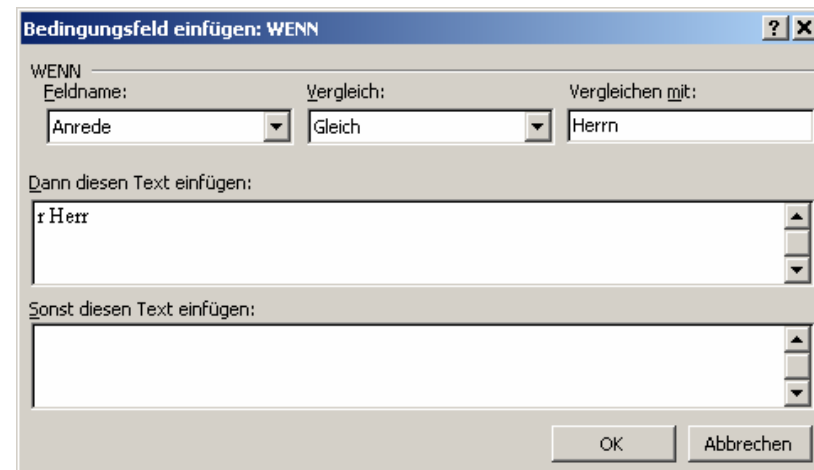 Bedingungsfeld einfügen: WENN
WENN
Feldname: Vergleich: Vergleichen mit:
Anrede Gleich Herrn
Dann diesen Text einfügen:
r Herr
Sonst diesen Text einfügen:
OK Abbrechen